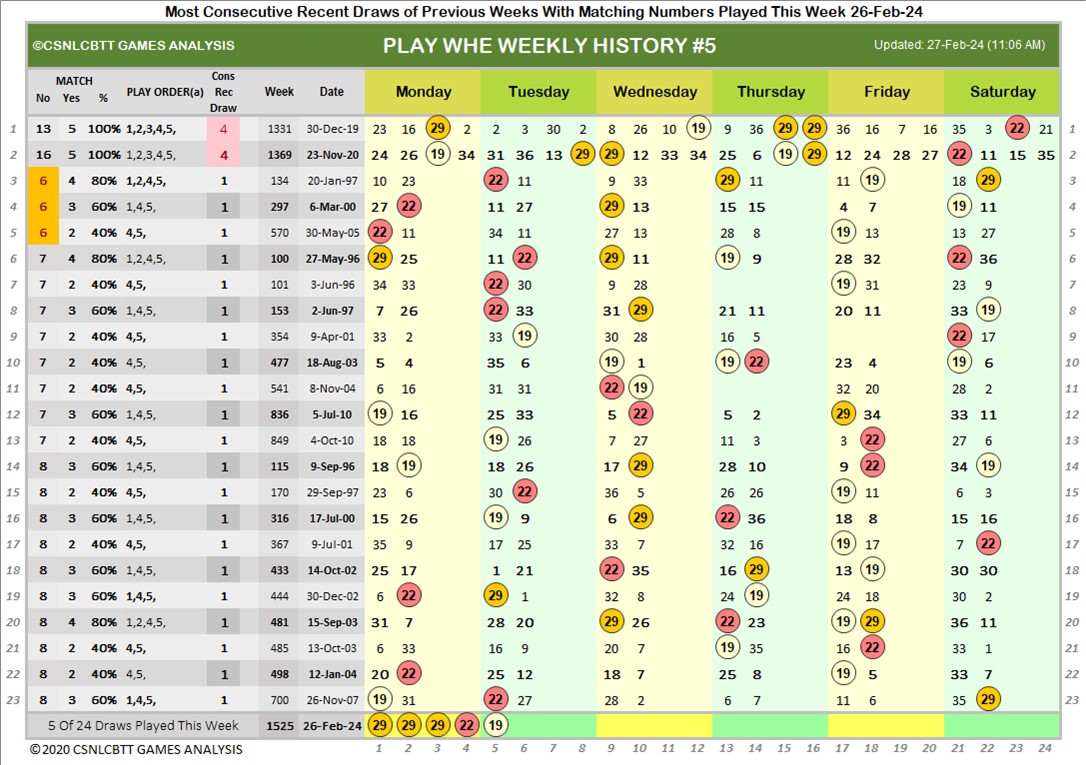 Most Consecutive Recent Draws of Previous Weeks With Matching Numbers Played This Week 26-Feb-24
©CSNLCBTT GAMES ANALYSIS PLAY WHE WEEKLY HISTORY #5 Updated: 27-Feb-24 (11:06 AM)
MATCH Cons
No Yes % PLAY ORDER(a) Rec Week Date Monday Tuesday Wednesday Thursday Friday Saturday
Draw
1 13 5 100% 1,2,3,4,5, 4 1331 30-Dec-19 23 16 29 2 2 3 30 2 8 26 10 19 9 36 29 29 36 16 7 16 35 3 22 21 1
2 16 5 100% 1,2,3,4,5, 4 1369 23-Nov-20 24 26 19 34 31 36 13 29 29 12 33 34 25 6 19 29 12 24 28 27 22 11 15 35 2
3 6 4 80% 1,2,4,5, 1 134 20-Jan-97 10 23 22 11 9 33 29 11 11 19 18 29 3
4 6 3 60% 1,4,5, 1 297 6-Mar-00 27 22 11 27 29 13 15 15 4 7 19 11 4
5 6 2 40% 4,5, 1 570 30-May-05 22 11 34 11 27 13 28 8 19 13 13 27 5
6 7 4 80% 1,2,4,5, 1 100 27-May-96 29 25 11 22 29 11 19 9 28 32 22 36 6
7 7 2 40% 4,5, 1 101 3-Jun-96 34 33 22 30 9 28 19 31 23 9 7
8 7 3 60% 1,4,5, 1 153 2-Jun-97 7 26 22 33 31 29 21 11 20 11 33 19 8
9 7 2 40% 4,5, 1 354 9-Apr-01 33 2 33 19 30 28 16 5 22 17 9
10 7 2 40% 4,5, 1 477 18-Aug-03 5 4 35 6 19 1 19 22 23 4 19 6 10
11 7 2 40% 4,5, 1 541 8-Nov-04 6 16 31 31 22 19 32 20 28 2 11
12 7 3 60% 1,4,5, 1 836 5-Jul-10 19 16 25 33 5 22 5 2 29 34 33 11 12
13 7 2 40% 4,5, 1 849 4-Oct-10 18 18 19 26 7 27 11 3 3 22 27 6 13
14 8 3 60% 1,4,5, 1 115 9-Sep-96 18 19 18 26 17 29 28 10 9 22 34 19 14
15 8 2 40% 4,5, 1 170 29-Sep-97 23 6 30 22 36 5 26 26 19 11 6 3 15
16 8 3 60% 1,4,5, 1 316 17-Jul-00 15 26 19 9 6 29 22 36 18 8 15 16 16
17 8 2 40% 4,5, 1 367 9-Jul-01 35 9 17 25 33 7 32 16 19 17 7 22 17
18 8 3 60% 1,4,5, 1 433 14-Oct-02 25 17 1 21 22 35 14 29 13 19 30 30 18
19 8 3 60% 1,4,5, 1 444 30-Dec-02 6 22 29 1 32 8 24 19 24 18 30 2 19
20 8 4 80% 1,2,4,5, 1 481 15-Sep-03 31 7 28 20 29 26 22 23 19 29 36 11 20
21 8 2 40% 4,5, 1 485 13-Oct-03 6 33 16 9 20 7 19 35 16 22 33 1 21
22 8 2 40% 4,5, 1 498 12-Jan-04 20 22 25 12 18 7 25 8 19 5 33 7 22
23 8 3 60% 1,4,5, 1 700 26-Nov-07 19 31 22 27 28 2 6 7 11 6 35 29 23
5 Of 24 Draws Played This Week 1525 26-Feb-24 29 29 29 22 19
© 2020 CSNLCBTT GAMES ANALYSIS 1 2 3 4 5 6 7 8 9 10 11 12 13 14 15 16 17 18 19 20 21 22 23 24